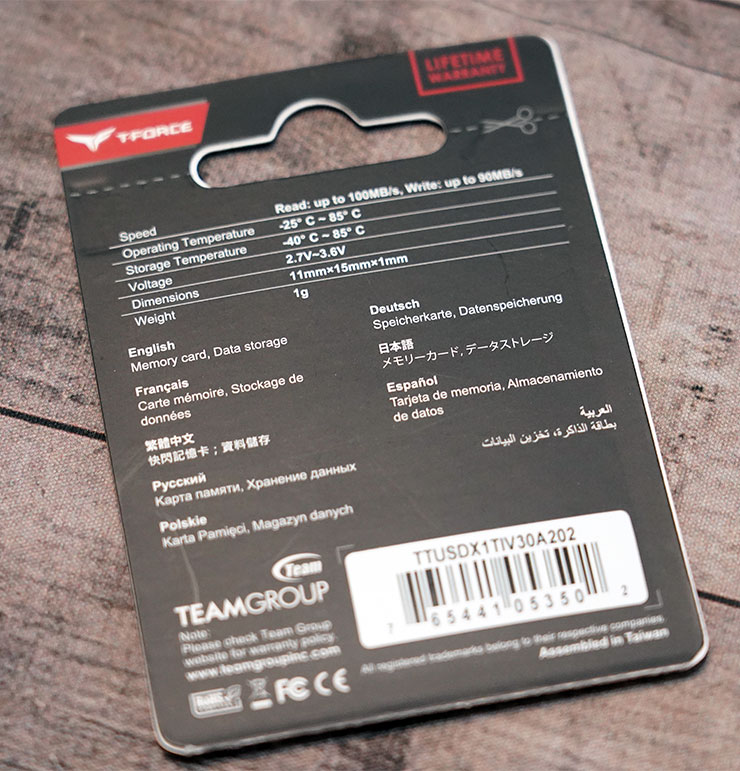 LIFETIME
WARRANTY
T-FORCE
Speed Read: up to 100MB/s, Write: up to 90MB/s
Operating Temperature -25° C ~ 85° C
Storage Temperature -40° C ~ 85° C
Voltage 2.7V~3.6V
Dimensions 11mm×15mm×1mm
Weight 1g
English
Memory card, Data storage
Français
Carte mémoire, Stockage de
données
繁體中文
快閃記憶卡；資料儲存
Русский
Карта памяти, Хранение данных
Polskie
Karta Pamięci, Magazyn danych
Deutsch
Speicherkarte, Datenspeicherung
日本語
メモリーカード, データストレージ
Español
Tarjeta de memoria, Almacenamiento
de datos
العربية
بطاقة الذاكرة، تخزين البيانات
Team
TEAMGROUP
Note:
Please check Team Group
website for warranty policy.
www.teamgroupinc.com
RoHS
FC CE
TTUSDX1TIV30A202
7 65441 05350 2
All registered trademarks belong to their respective companies.
Assembled in Taiwan